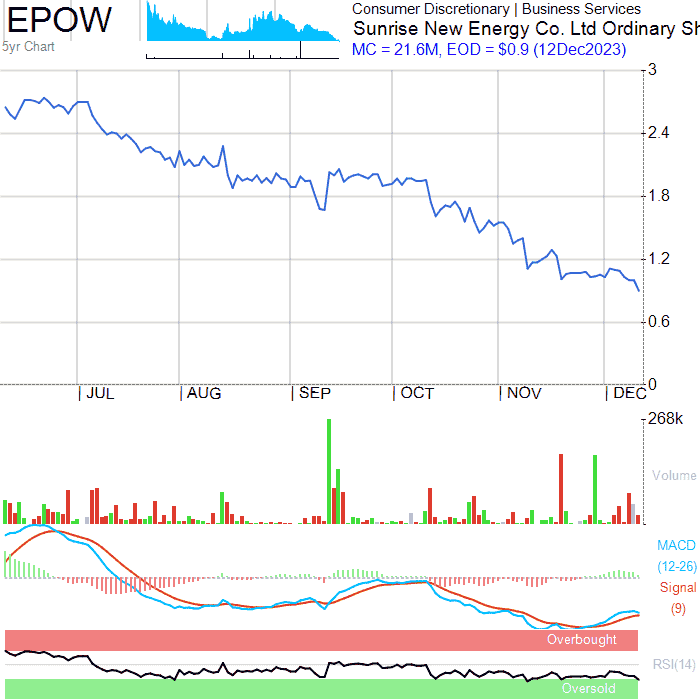 EPOW
5yr Chart
Consumer Discretionary | Business Services
Sunrise New Energy Co. Ltd Ordinary Sh
MC = 21.6M, EOD = $0.9 (12Dec2023)
3
2.4
1.8
1.2
0.6
0
JUL AUG SEP OCT NOV DEC
268k
Volume
MACD
(12-26)
Signal
(9)
Overbought
RSI(14)
Oversold